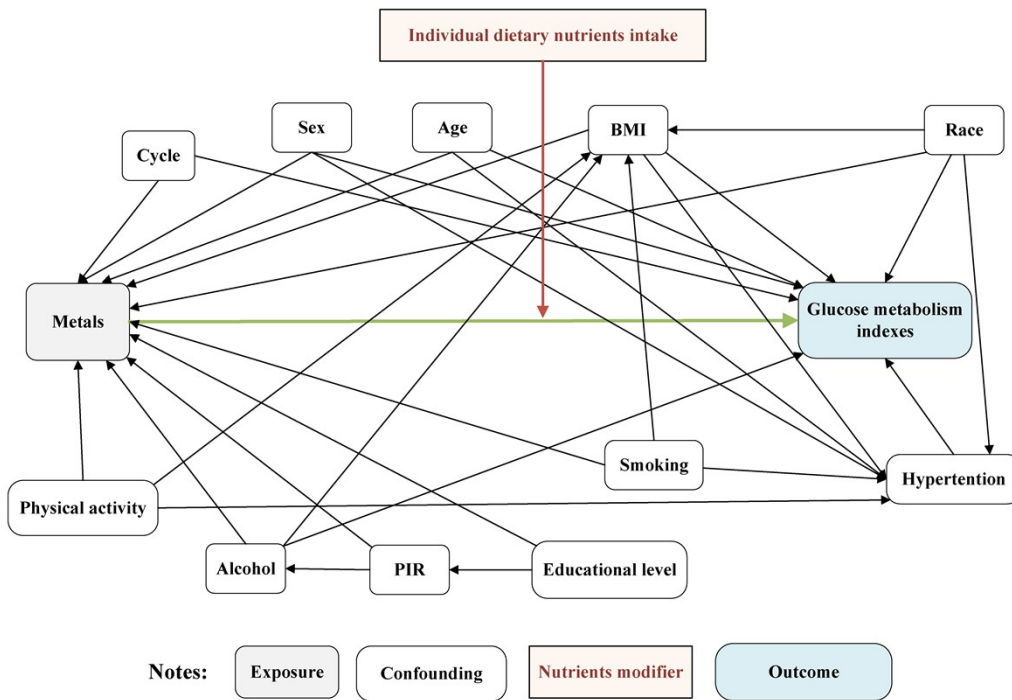 Individual dietary nutrients intake
Sex
Age
BMI
Race
Cycle
Metals
Glucose metabolism
indexes
Smoking
Hypertention
Physical activity
Alcohol
PIR
Educational level
Notes:
Exposure
Confounding
Nutrients modifier
Outcome